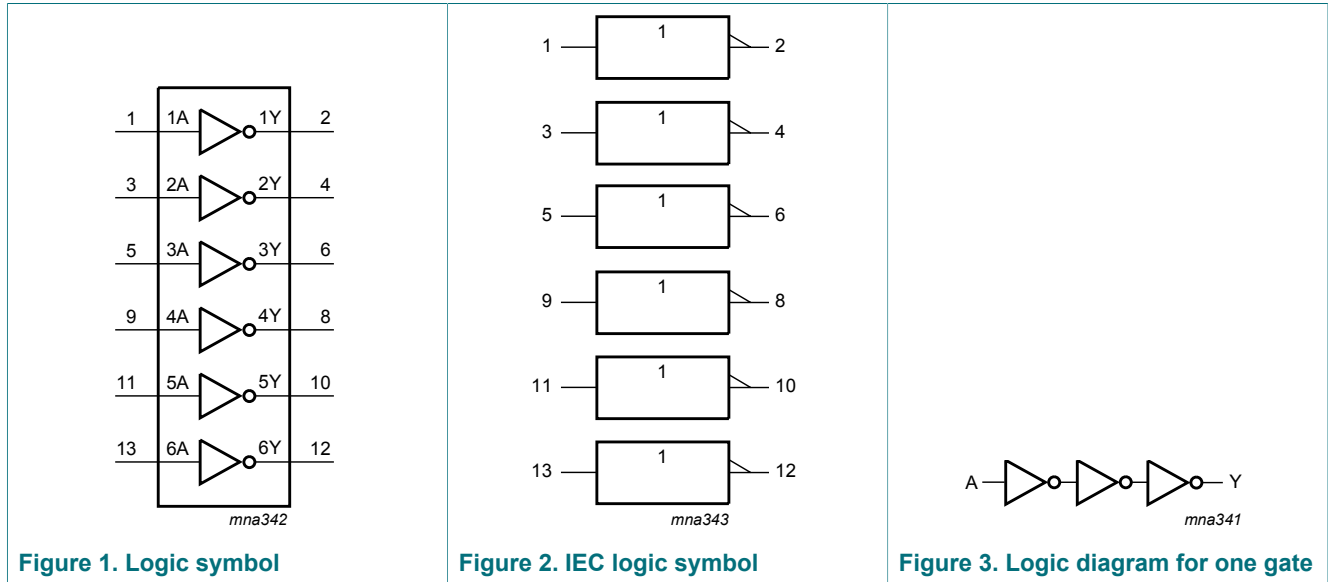 1 1A 1Y 2
3 2A 2Y 4
5 3A 3Y 6
9 4A 4Y 8
11 5A 5Y 10
13 6A 6Y 12
mna342
Figure 1. Logic symbol
1 1 2
3 1 4
5 1 6
9 1 8
11 1 10
13 1 12
mna343
Figure 2. IEC logic symbol
A Y
mna341
Figure 3. Logic diagram for one gate